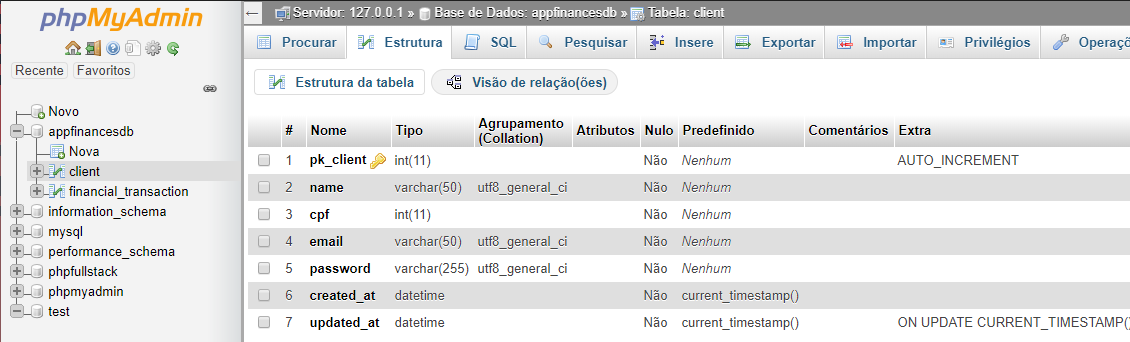 phpMyAdmin
Recente Favoritos
Novo
appfinancesdb
Nova
client
financial_transaction
information_schema
mysql
performance_schema
phpfullstack
phpmyadmin
test
Servidor: 127.0.0.1 » Base de Dados: appfinancesdb » Tabela: client
Procurar Estrutura SQL Pesquisar Insere Exportar Importar Privilégios Operaçõ
Estrutura da tabela Visão de relação(ões)
# Nome Tipo Agrupamento (Collation) Atributos Nulo Predefinido Comentários Extra
1 pk_client int(11) Não Nenhum AUTO_INCREMENT
2 name varchar(50) utf8_general_ci Não Nenhum
3 cpf int(11) Não Nenhum
4 email varchar(50) utf8_general_ci Não Nenhum
5 password varchar(255) utf8_general_ci Não Nenhum
6 created_at datetime Não current_timestamp()
7 updated_at datetime Não current_timestamp() ON UPDATE CURRENT_TIMESTAMP()